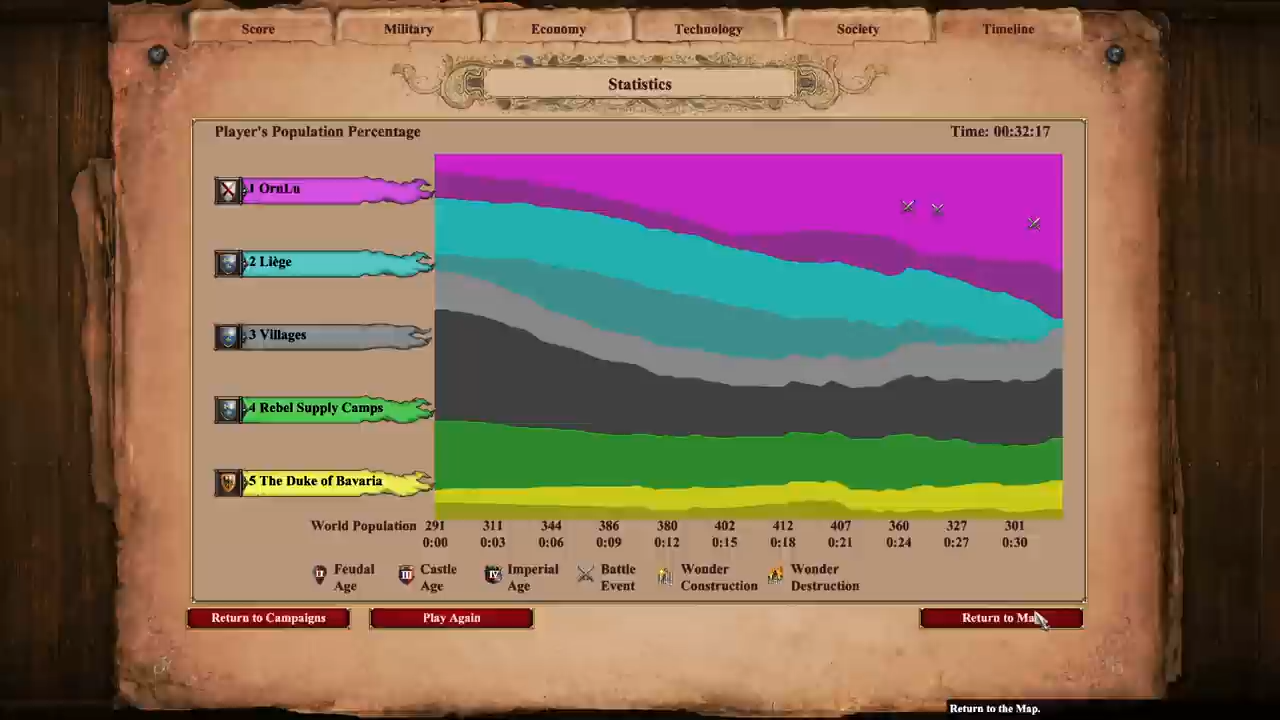 Score Military Economy Technology Society Timeline
Statistics
Player's Population Percentage Time: 00:32:17
1 OrnLu
2 Liège
3 Villages
4 Rebel Supply Camps
5 The Duke of Bavaria
World Population 291 311 344 386 380 402 412 407 360 327 301
0:00 0:03 0:06 0:09 0:12 0:15 0:18 0:21 0:24 0:27 0:30
II Feudal Age
III Castle Age
IV Imperial Age
Battle Event
Wonder Construction
Wonder Destruction
Return to Campaigns Play Again Return to Ma
Return to the Map.